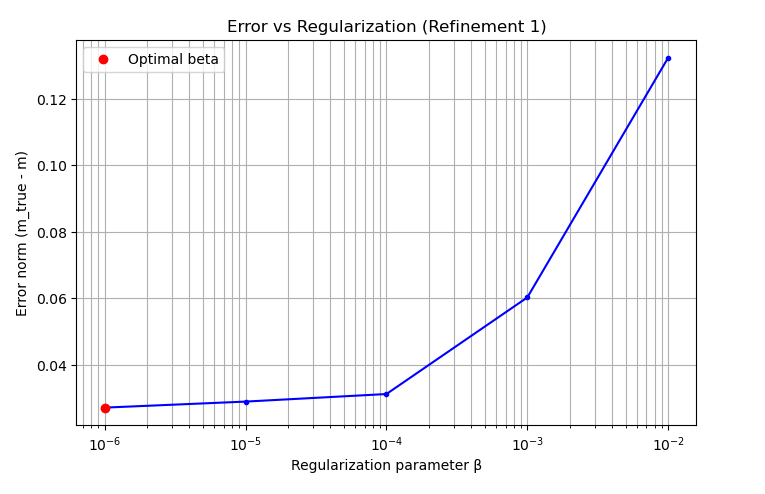 Error vs Regularization (Refinement 1)
Optimal beta
Error norm (m_true - m)
0.12
0.10
0.08
0.06
0.04
10⁻⁶ 10⁻⁵ 10⁻⁴ 10⁻³ 10⁻²
Regularization parameter β